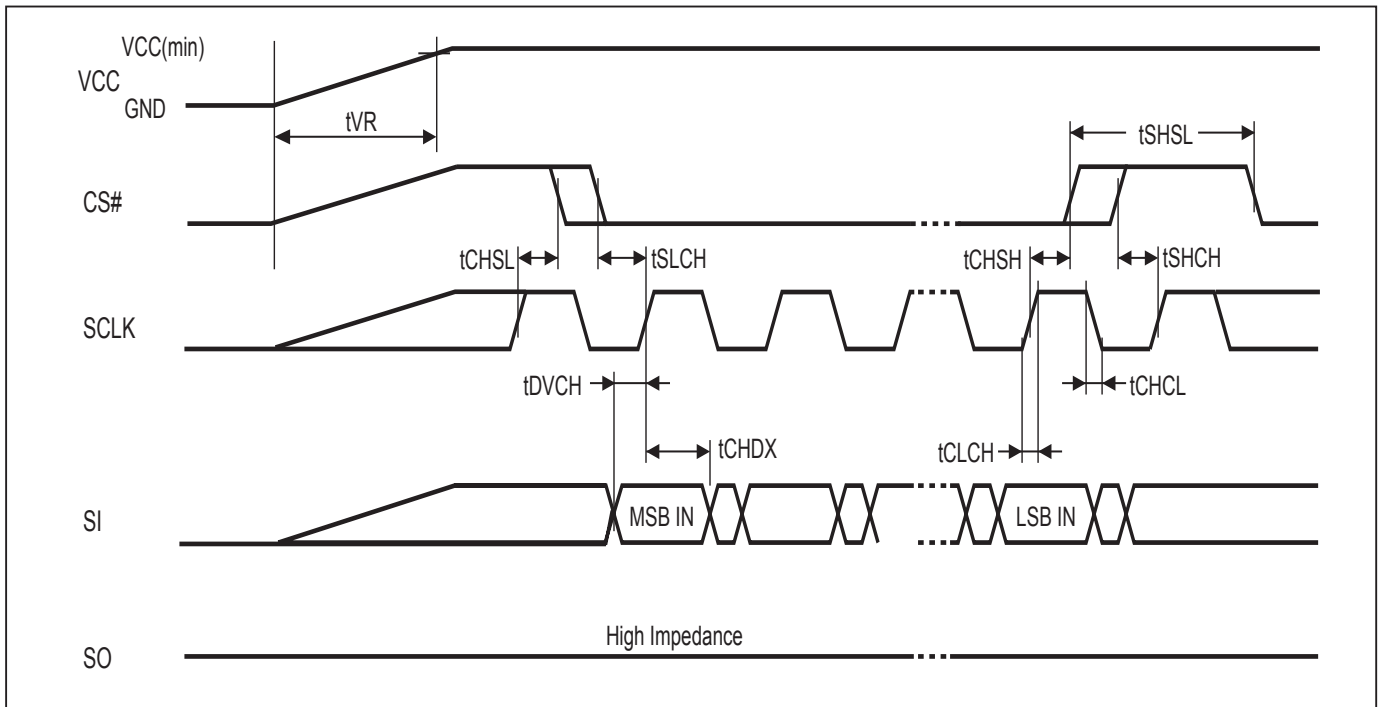 VCC(min)
VCC
GND
tVR
tSHSL
CS#
tCHSL
tSLCH
tCHSH
tSHCH
SCLK
tDVCH
tCHCL
tCHDX
tCLCH
SI
MSB IN
LSB IN
High Impedance
SO